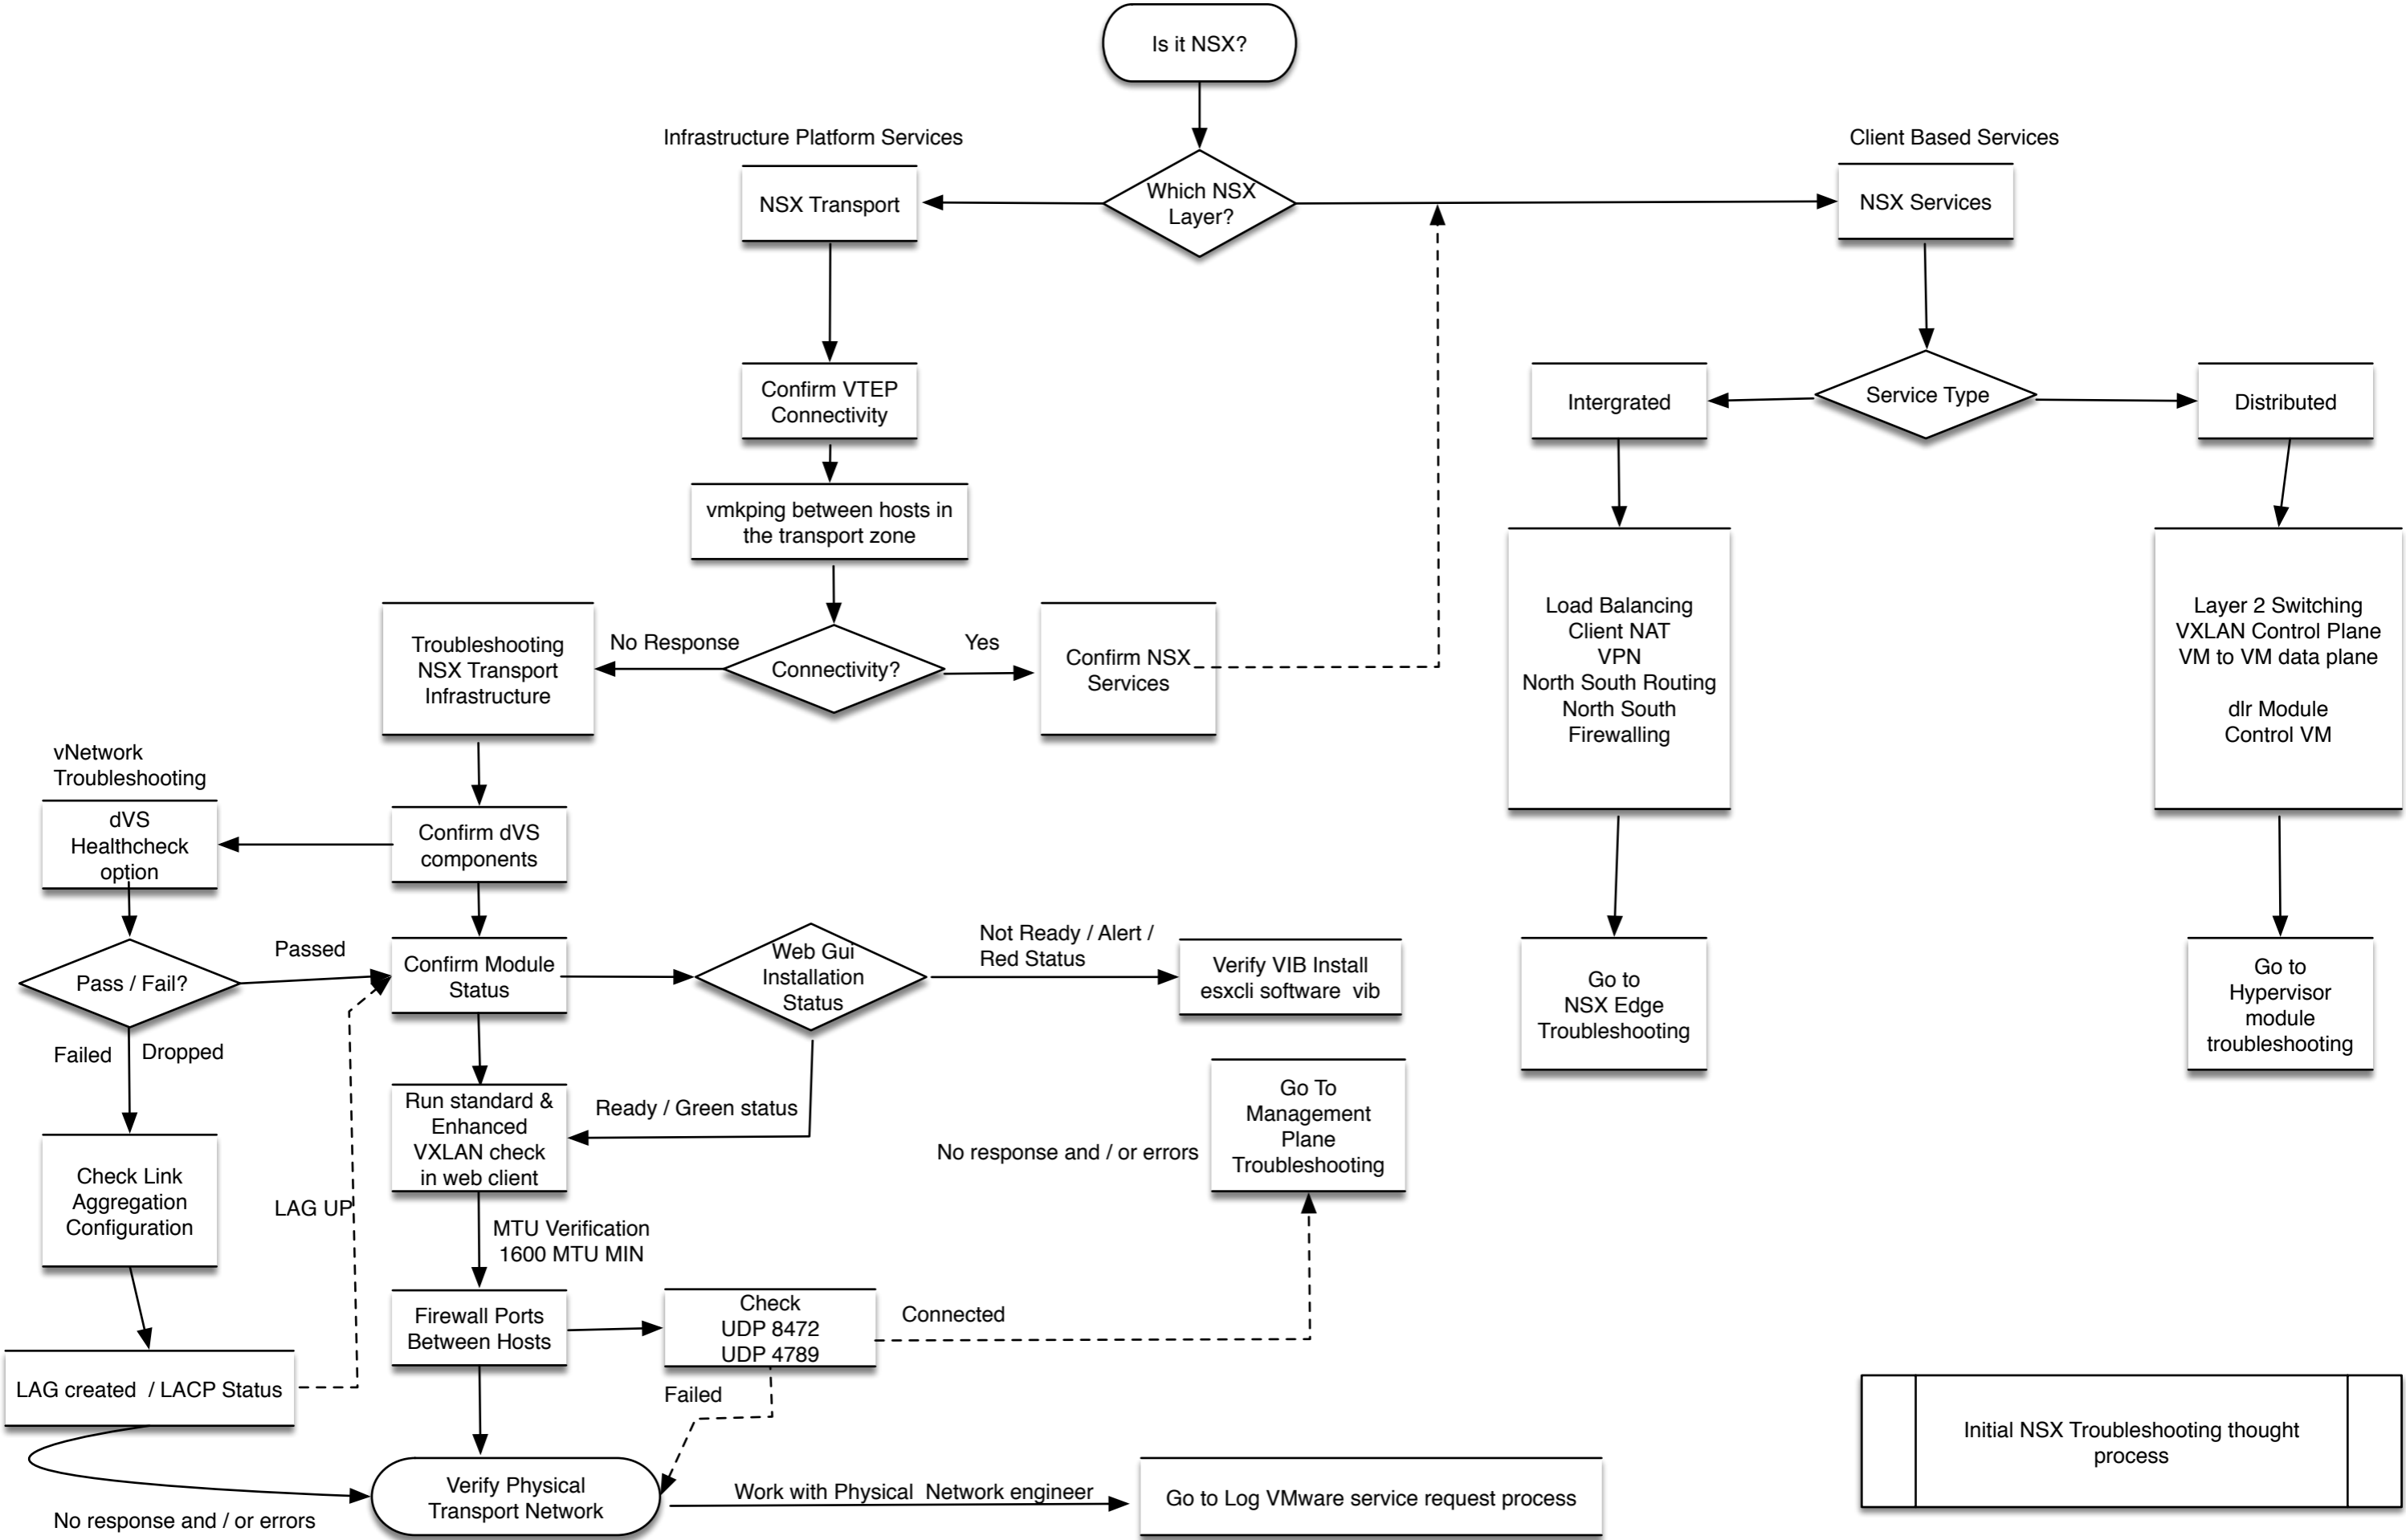 Is it NSX?
Infrastructure Platform Services
Client Based Services
NSX Transport
Which NSX
Layer?
NSX Services
Confirm VTEP
Connectivity
Intergrated
Service Type
Distributed
vmkping between hosts in
the transport zone
Troubleshooting
NSX Transport
Infrastructure
No Response
Connectivity?
Yes
Confirm NSX
Services
Load Balancing
Client NAT
VPN
North South Routing
North South
Firewalling
Layer 2 Switching
VXLAN Control Plane
VM to VM data plane
dlr Module
Control VM
vNetwork
Troubleshooting
dVS
Healthcheck
option
Confirm dVS
components
Pass / Fail?
Passed
Confirm Module
Status
Web Gui
Installation
Status
Not Ready / Alert /
Red Status
Verify VIB Install
esxcli software  vib
Go to
NSX Edge
Troubleshooting
Go to
Hypervisor
module
troubleshooting
Failed
Dropped
Run standard &
Enhanced
VXLAN check
in web client
Ready / Green status
Go To
Management
Plane
Troubleshooting
No response and / or errors
Check Link
Aggregation
Configuration
LAG UP
MTU Verification
1600 MTU MIN
Firewall Ports
Between Hosts
Check
UDP 8472
UDP 4789
Connected
LAG created  / LACP Status
Failed
Verify Physical
Transport Network
Work with Physical  Network engineer
Go to Log VMware service request process
No response and / or errors
Initial NSX Troubleshooting thought
process